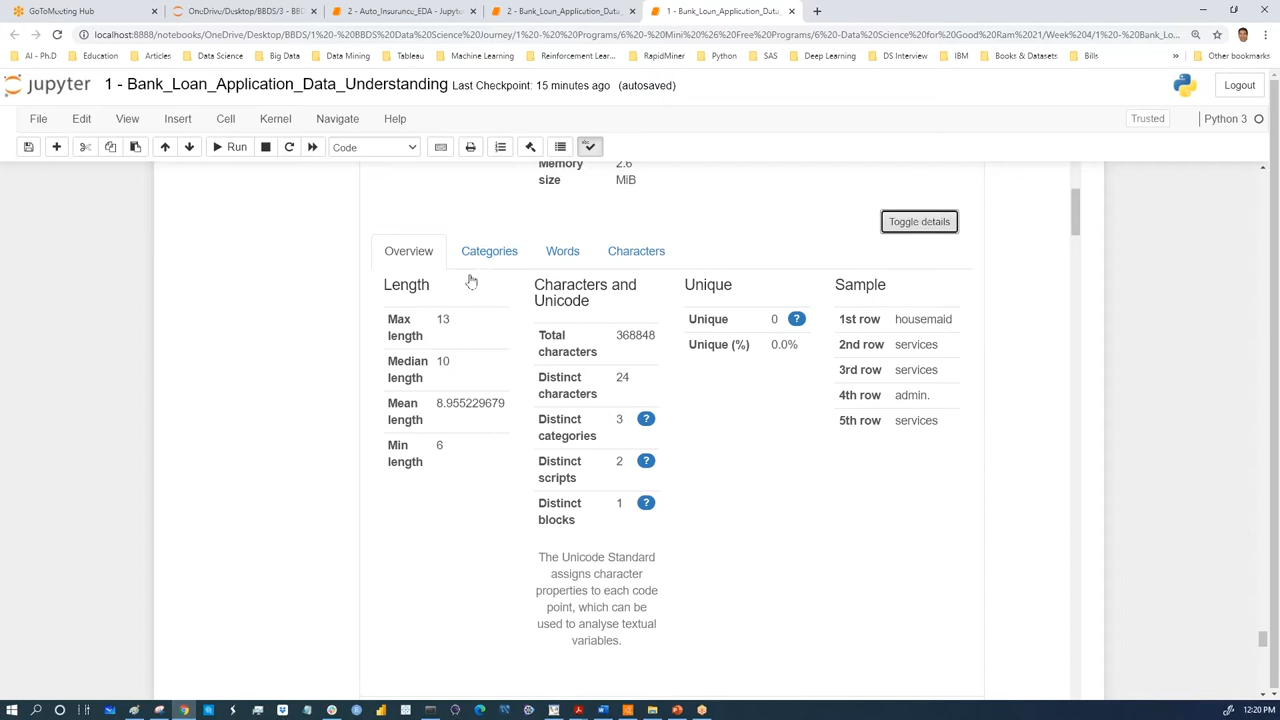 GoToMeeting Hub
OneDrive/Desktop/BBDS/3 - BBD
2 - Auto_Insuruncu_EDA - Jupyte
2 - Bank_Loan_Application_Data_
1 - Bank_Loan_Application_Data_
localhost:8888/notebooks/OneDrive/Desktop/BBDS/1%20-%20BBDS%20Data%20Science%20Journey/1%20-%20Programs/6%20-%20Mini%20%26%20Free%20Programs/6-Data%20Science%20for%20Good%20Ram%202021/Week%204/1-%20Bank_Lo...
AI - Ph.D
Events
Articles
Data Science
Big Data
Data Mining
Tableau
Machine Learning
Reinforcement Lear...
RapidMiner
Python
SAS
Deep Learning
DS Interview
IBM
Books & Datasets
Bills
»
Other bookmarks
jupyter 1 - Bank_Loan_Application_Data_Understanding Last Checkpoint: 15 minutes ago (autosaved)
Logout
File Edit View Insert Cell Kernel Navigate Help
Trusted
Python 3
Run
Code
Memory size
2.6 MiB
Toggle details
Overview Categories Words Characters
Length
Max length 13
Median length 10
Mean length 8.955229679
Min length 6
Characters and Unicode
Total characters 368848
Distinct characters 24
Distinct categories 3 ?
Distinct scripts 2 ?
Distinct blocks 1 ?
The Unicode Standard
assigns character
properties to each code
point, which can be
used to analyse textual
variables.
Unique
Unique 0 ?
Unique (%) 0.0%
Sample
1st row housemaid
2nd row services
3rd row services
4th row admin.
5th row services
12:20 PM